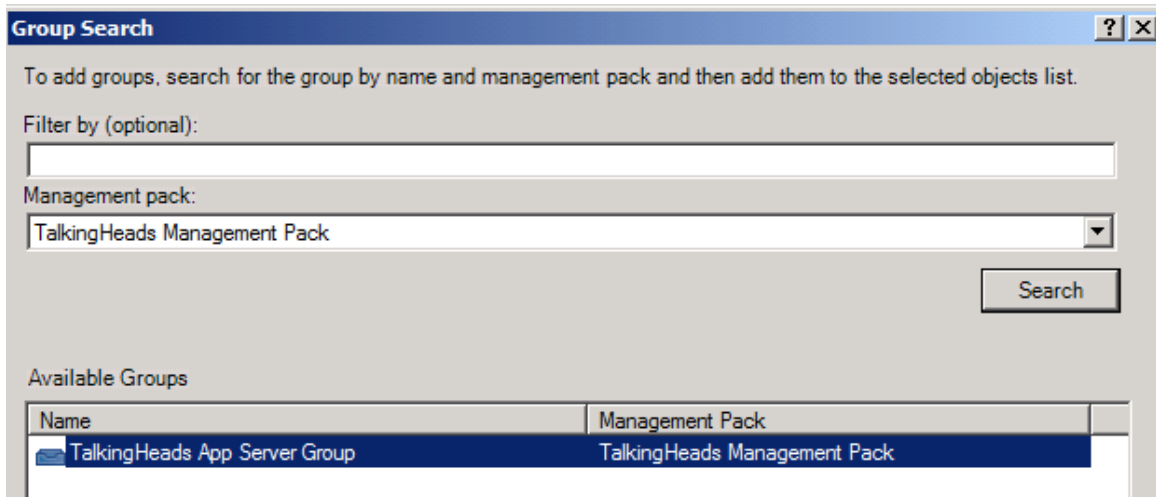 Group Search
To add groups, search for the group by name and management pack and then add them to the selected objects list.
Filter by (optional):
Management pack:
TalkingHeads Management Pack
Search
Available Groups
Name Management Pack
TalkingHeads App Server Group TalkingHeads Management Pack